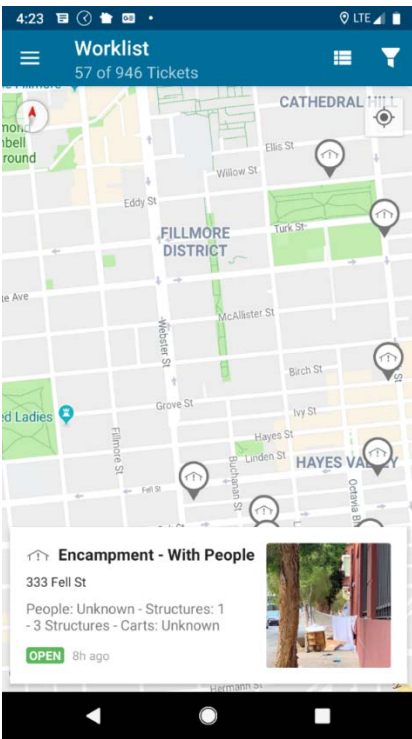 4:23
LTE
Worklist
57 of 946 Tickets
CATHEDRAL HILL
Ellis St
Willow St
Eddy St
Turk St
FILLMORE
DISTRICT
McAllister St
Webster St
Birch St
Grove St
Ivy St
ed Ladies
Fillmore St
Hayes St
Linden St
HAYES VALLEY
Buchanan St
Fell St
Octavia B
Encampment - With People
333 Fell St
People: Unknown - Structures: 1
- 3 Structures - Carts: Unknown
OPEN 8h ago
Hermann St